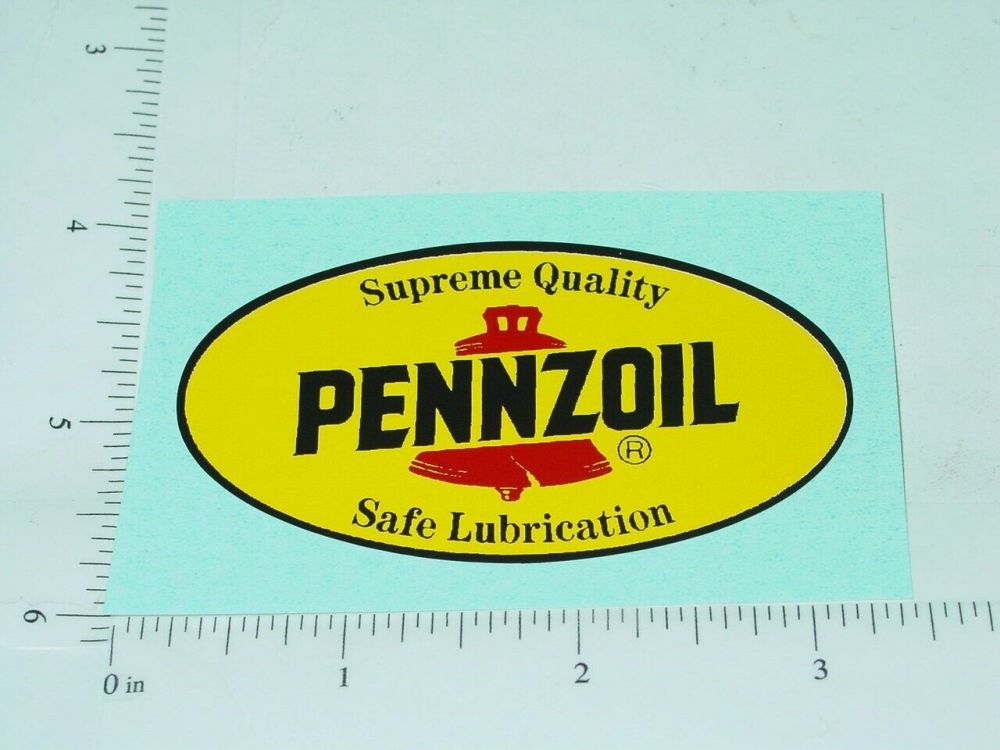 3
4
5
6
Supreme Quality
PENNZOIL
®
Safe Lubrication
0 in 1 2 3